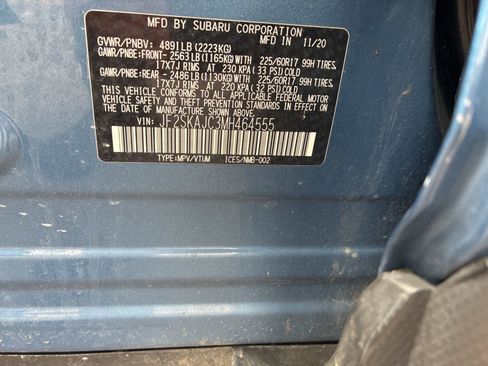 MFD BY SUBARU CORPORATION
GVWR/PNBV: 4891LB (2223KG) MFD IN 11/20
GAWR/PNBE:FRONT- 2563LB(1165KG)WITH 225/60R17 99H TIRES,
17X7J RIMS AT 230 KPA( 33 PSI)COLD
GAWR/PNBE:REAR - 2486LB(1130KG)WITH 225/60R17 99H TIRES,
17X7J RIMS AT 220 KPA( 32 PSI)COLD
THIS VEHICLE CONFORMS TO ALL APPLICABLE FEDERAL MOTOR
VEHICLE SAFETY AND THEFT PREVENTION STANDARDS IN EFFECT
ON THE DATE OF MANUFACTURE SHOWN ABOVE.
VIN: JF2SKAJC3MH464555
TYPE:MPV/VTUM ICES/NMB-002